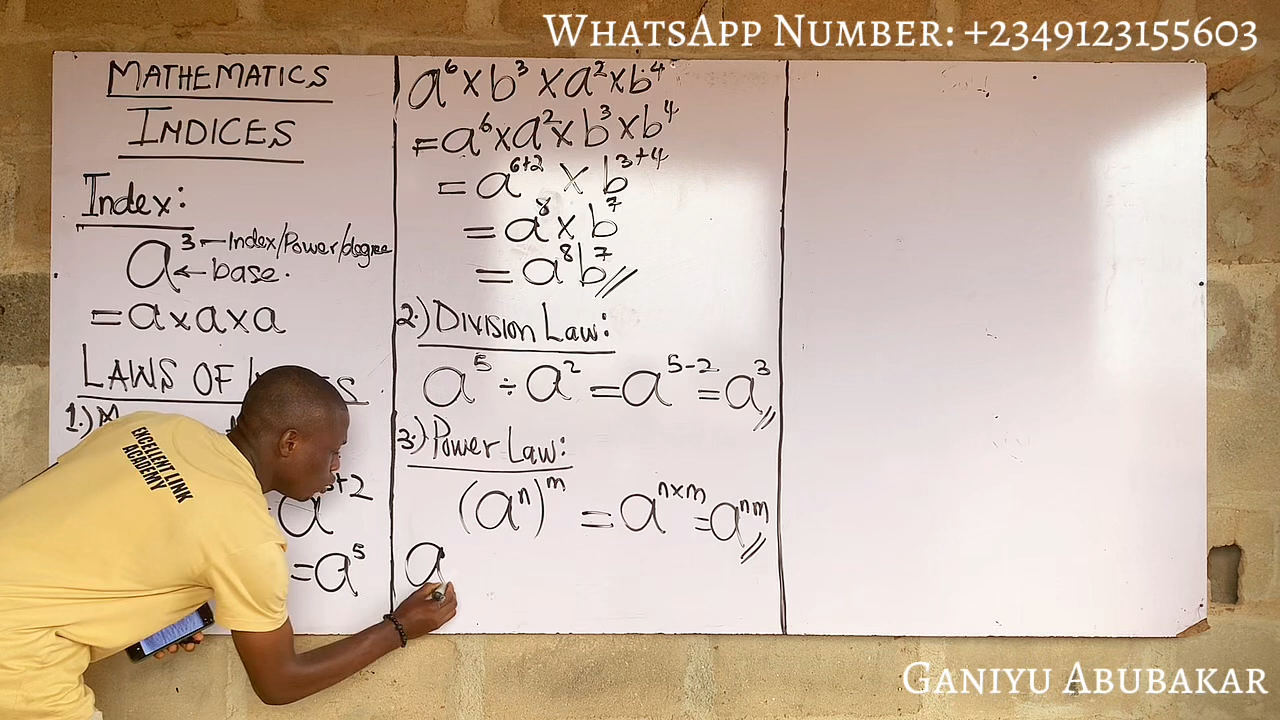 WHATSAPP NUMBER: +2349123155603
MATHEMATICS
INDICES
Index:
a³ ← Index/Power/degree
← base.
= a x a x a
LAWS OF
1.) M
3+2
= a⁵
a⁶ x b³ x a² x b⁴
= a⁶ x a² x b³ x b⁴
= a⁶⁺² x b³⁺⁴
= a⁸ x b⁷
= a⁸b⁷//
2.) Division Law:
a⁵ ÷ a² = a⁵⁻² = a³//
3.) Power Law:
(aⁿ)ᵐ = aⁿˣᵐ = aⁿᵐ//
a
EXCELLENT LINK
ACADEMY
GANIYU ABUBAKAR